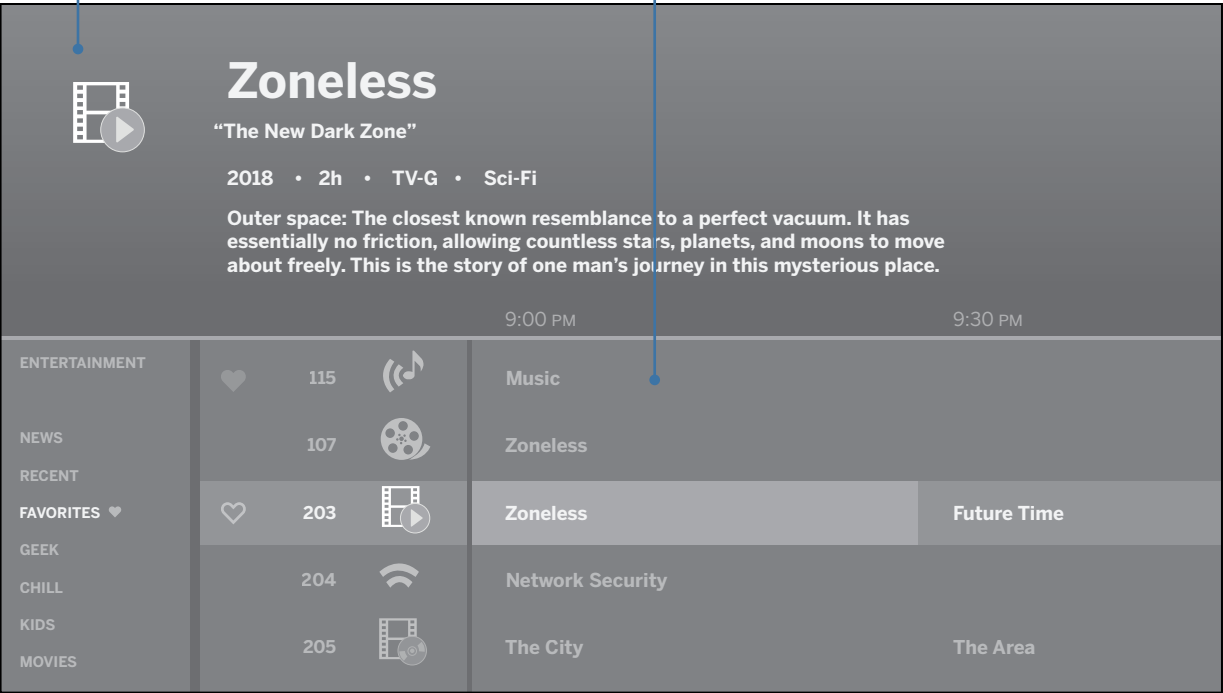 Zoneless
“The New Dark Zone”
2018 • 2h • TV-G • Sci-Fi
Outer space: The closest known resemblance to a perfect vacuum. It has
essentially no friction, allowing countless stars, planets, and moons to move
about freely. This is the story of one man’s journey in this mysterious place.
9:00 PM 9:30 PM
ENTERTAINMENT
NEWS
RECENT
FAVORITES
GEEK
CHILL
KIDS
MOVIES
115 Music
107 Zoneless
203 Zoneless Future Time
204 Network Security
205 The City The Area